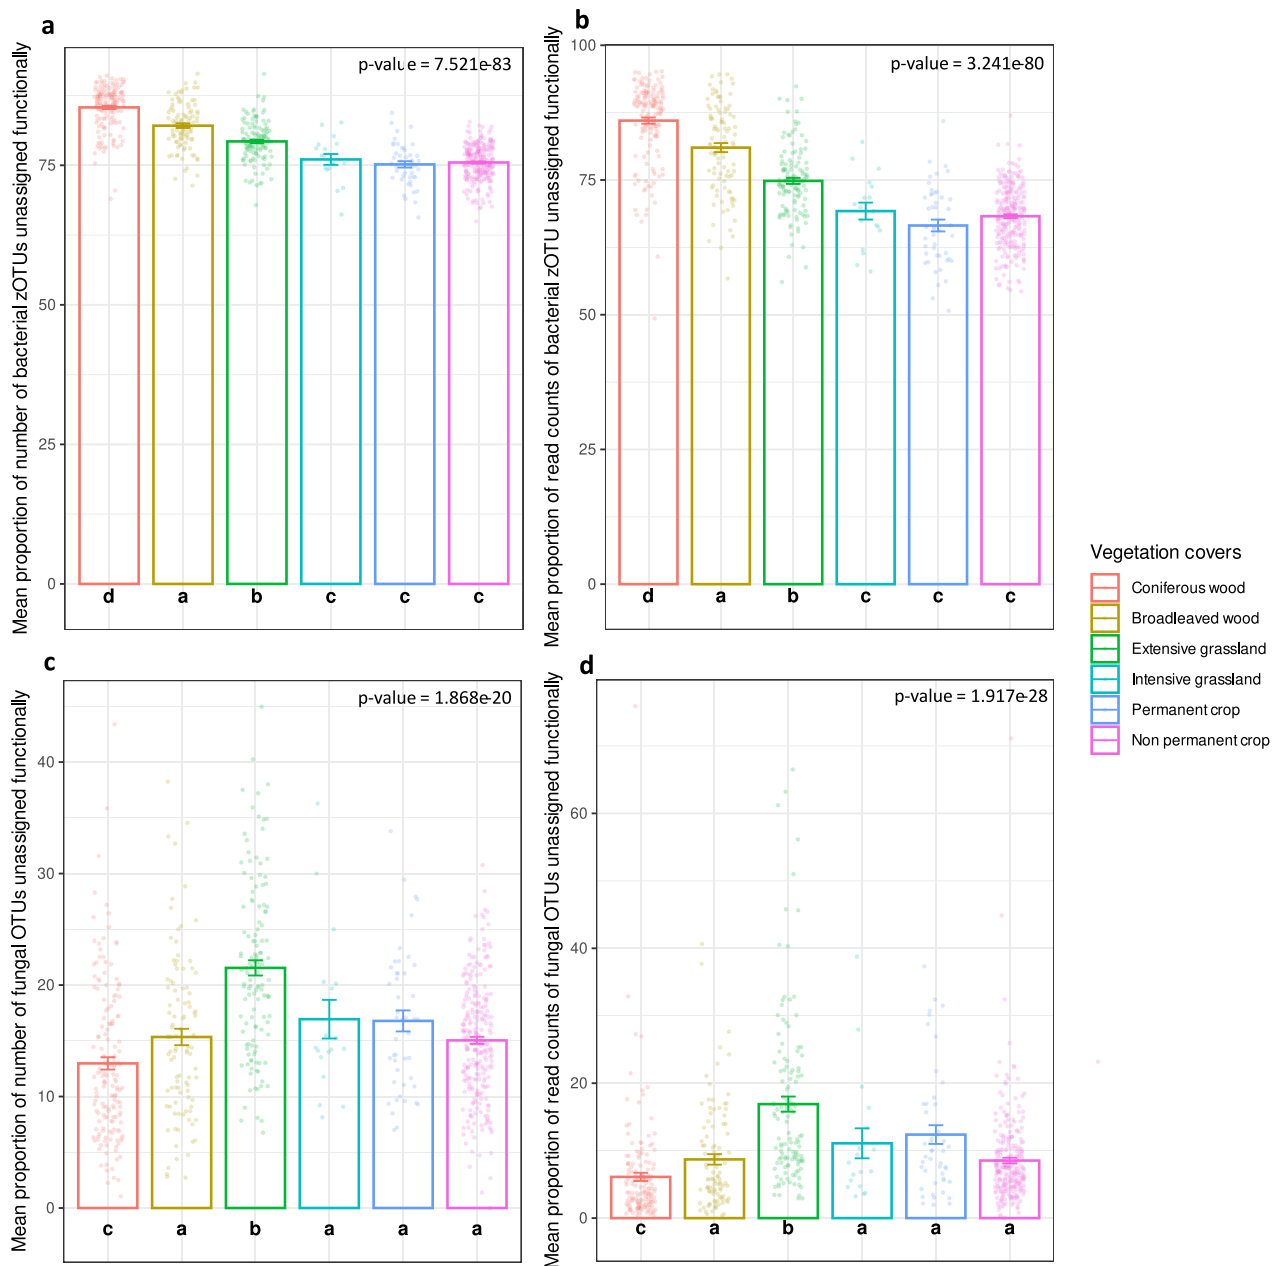 a
Mean proportion of number of bacterial zOTUs unassigned functionally
p-value = 7.521e-83
75
50
25
0
d a b c c c
b
Mean proportion of read counts of bacterial zOTU unassigned functionally
p-value = 3.241e-80
100
75
50
25
0
d a b c c c
Vegetation covers
Coniferous wood
Broadleaved wood
Extensive grassland
Intensive grassland
Permanent crop
Non permanent crop
c
Mean proportion of number of fungal OTUs unassigned functionally
p-value = 1.868e-20
40
30
20
10
0
c a b a a a
d
Mean proportion of read counts of fungal OTUs unassigned functionally
p-value = 1.917e-28
60
40
20
0
c a b a a a